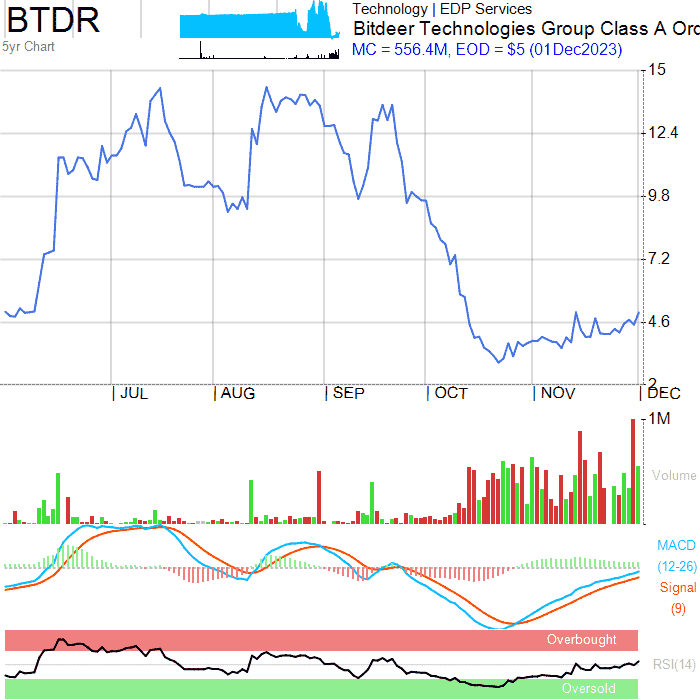 BTDR
Technology | EDP Services
5yr Chart
Bitdeer Technologies Group Class A Ord
MC = 556.4M, EOD = $5 (01Dec2023)
15
12.4
9.8
7.2
4.6
2
| JUL | AUG | SEP | OCT | NOV | DEC
1M
Volume
MACD
(12-26)
Signal
(9)
Overbought
RSI(14)
Oversold